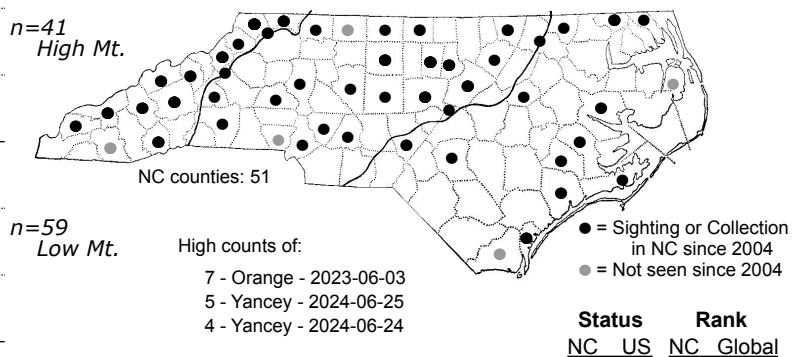 n=41
High Mt.
NC counties: 51
n=59
Low Mt.
High counts of:
7 - Orange - 2023-06-03
5 - Yancey - 2024-06-25
4 - Yancey - 2024-06-24
= Sighting or Collection
in NC since 2004
= Not seen since 2004
Status Rank
NC US NC Global